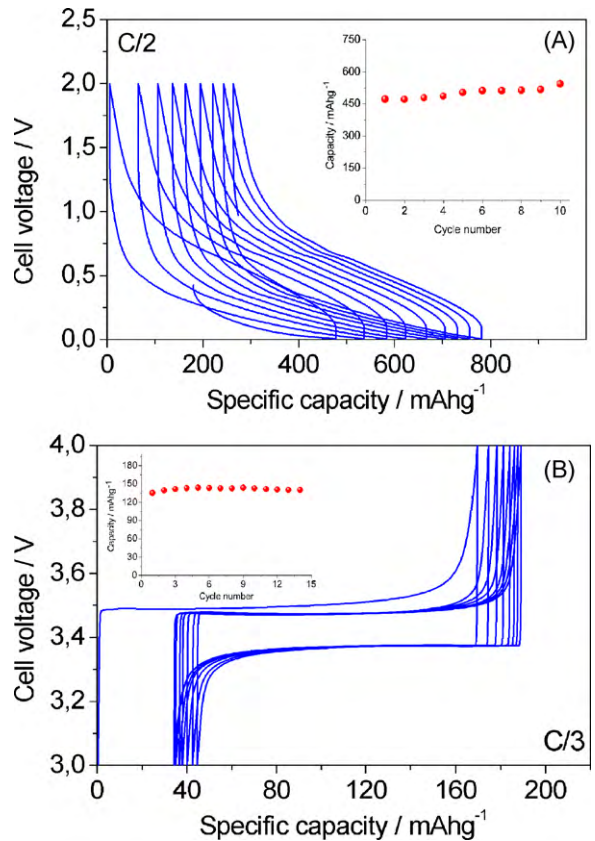 C/2
(A)
Cell voltage / V
2,5
2,0
1,5
1,0
0,5
0,0
0 200 400 600 800
Specific capacity / mAhg⁻¹
Capacity / mAhg⁻¹
750
600
450
300
150
0
0 2 4 6 8 10
Cycle number
(B)
Cell voltage / V
4,0
3,8
3,6
3,4
3,2
3,0
0 40 80 120 160 200
Specific capacity / mAhg⁻¹
C/3
Capacity / mAhg⁻¹
180
150
120
90
60
30
0
0 3 6 9 12 15
Cycle number